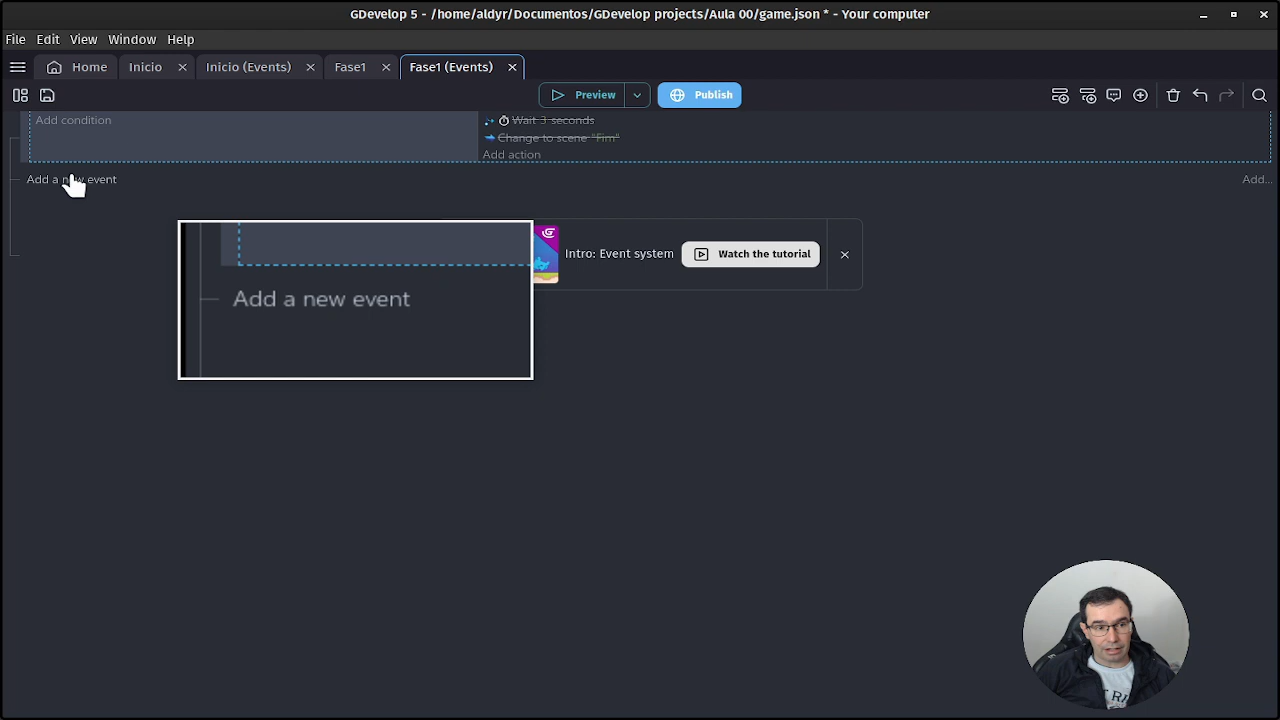 GDevelop 5 - /home/aldyr/Documentos/GDevelop projects/Aula 00/game.json * - Your computer
File Edit View Window Help
Home Inicio Inicio (Events) Fase1 Fase1 (Events)
Preview Publish
Add condition
Wait 3 seconds
Change to scene "Fim"
Add action
Add a new event
Add...
Intro: Event system Watch the tutorial
Add a new event